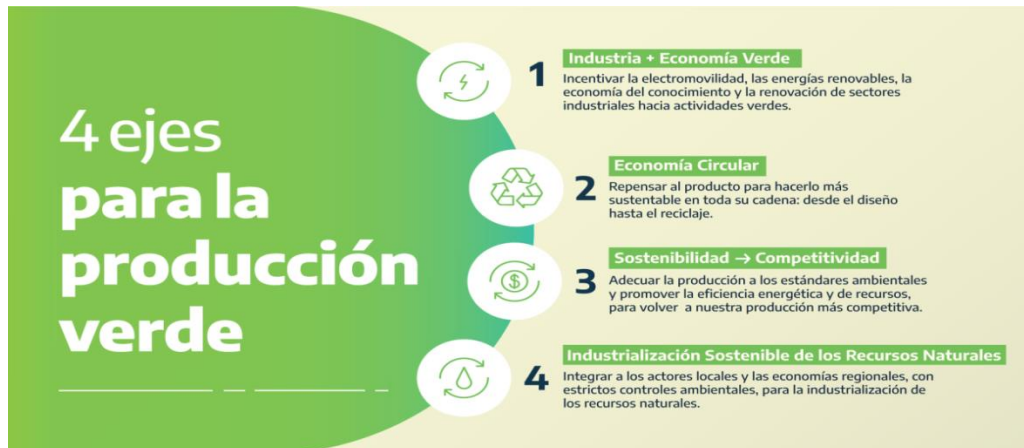 4 ejes
para la
producción
verde
1
Industria + Economía Verde
Incentivar la electromovilidad, las energías renovables, la
economía del conocimiento y la renovación de sectores
industriales hacia actividades verdes.
2
Economía Circular
Repensar al producto para hacerlo más
sustentable en toda su cadena: desde el diseño
hasta el reciclaje.
3
Sostenibilidad → Competitividad
Adecuar la producción a los estándares ambientales
y promover la eficiencia energética y de recursos,
para volver a nuestra producción más competitiva.
4
Industrialización Sostenible de los Recursos Naturales
Integrar a los actores locales y las economías regionales, con
estrictos controles ambientales, para la industrialización de
los recursos naturales.